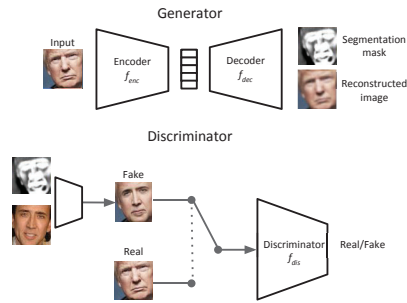 Generator
Input
Encoder
f_enc
Decoder
f_dec
Segmentation
mask
Reconstructed
image
Discriminator
Fake
Real
Discriminator
f_dis
Real/Fake